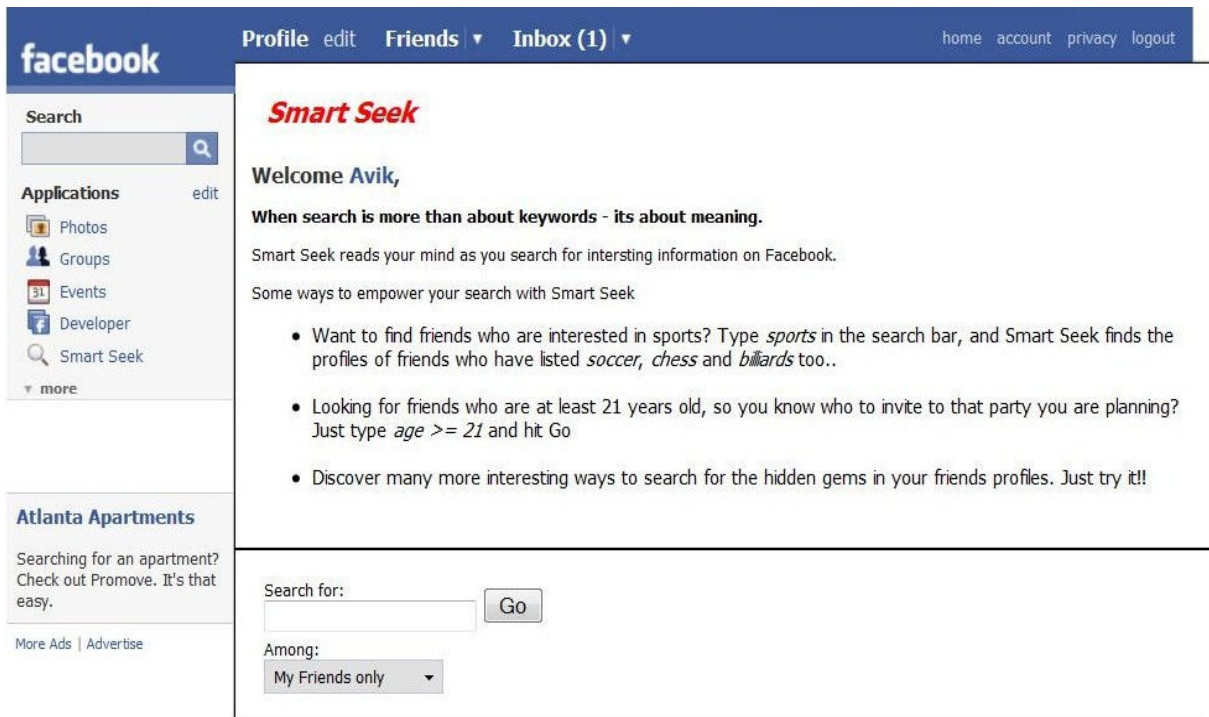 facebook
Profile edit Friends ▼ Inbox (1) ▼ home account privacy logout
Search
Applications edit
Photos
Groups
31 Events
Developer
Smart Seek
▼ more
Atlanta Apartments
Searching for an apartment?
Check out Promove. It's that
easy.
More Ads | Advertise
Smart Seek
Welcome Avik,
When search is more than about keywords - its about meaning.
Smart Seek reads your mind as you search for intersting information on Facebook.
Some ways to empower your search with Smart Seek
• Want to find friends who are interested in sports? Type sports in the search bar, and Smart Seek finds the
profiles of friends who have listed soccer, chess and billiards too..
• Looking for friends who are at least 21 years old, so you know who to invite to that party you are planning?
Just type age >= 21 and hit Go
• Discover many more interesting ways to search for the hidden gems in your friends profiles. Just try it!!
Search for:
Go
Among:
My Friends only